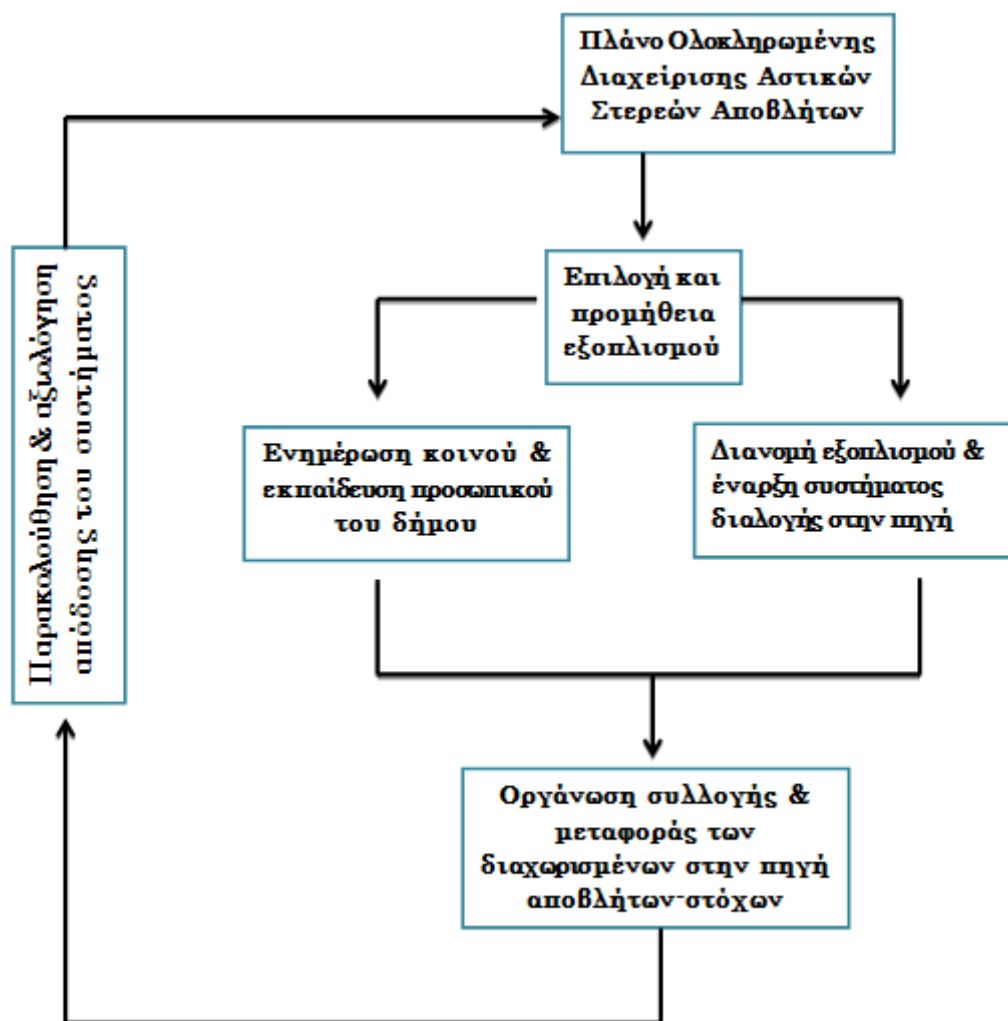 Πλάνο Ολοκληρωμένης
Διαχείρισης Αστικών
Στερεών Αποβλήτων
Επιλογή και
προμήθεια
εξοπλισμού
Ενημέρωση κοινού &
εκπαίδευση προσωπικού
του δήμου
Διανομή εξοπλισμού &
έναρξη συστήματος
διαλογής στην πηγή
Οργάνωση συλλογής &
μεταφοράς των
διαχωρισμένων στην πηγή
αποβλήτων-στόχων
Παρακολούθηση & αξιολόγηση
απόδοσης του συστήματος